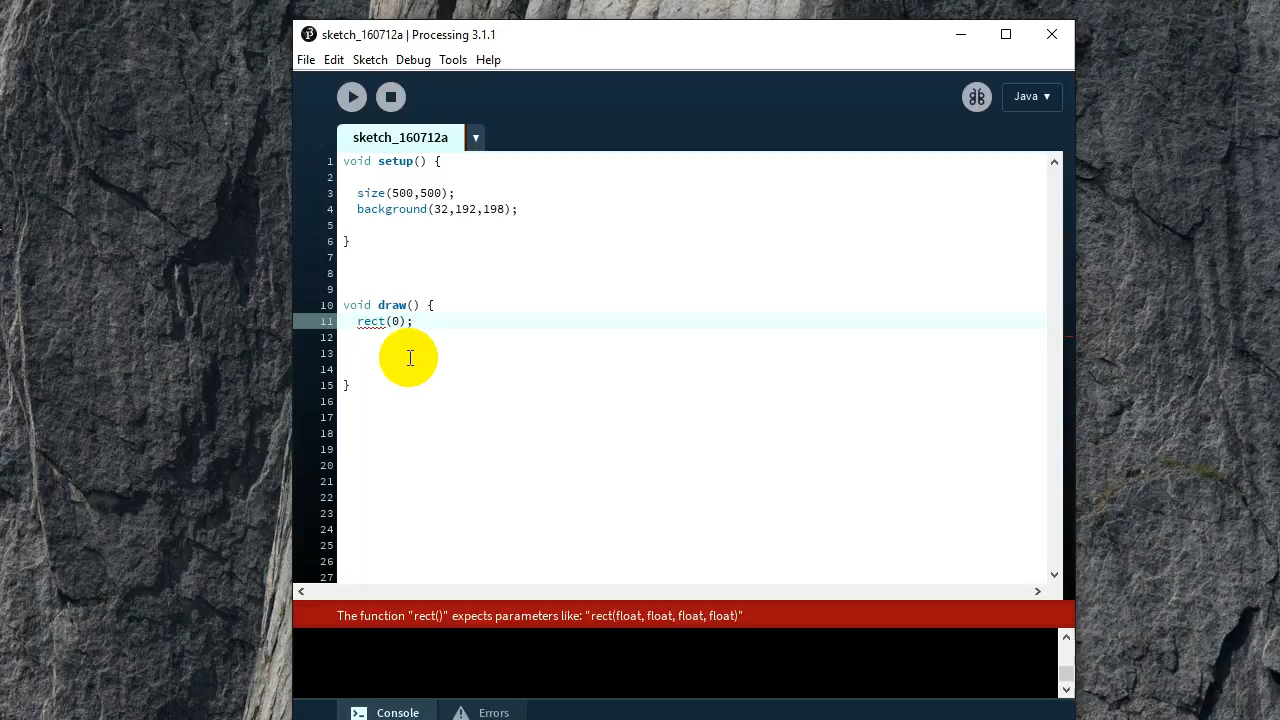 sketch_160712a | Processing 3.1.1
File Edit Sketch Debug Tools Help
Java ▾
sketch_160712a ▾
1 void setup() {
2
3 size(500,500);
4 background(32,192,198);
5
6 }
7
8
9
10 void draw() {
11 rect(0);
12
13
14
15 }
16
17
18
19
20
21
22
23
24
25
26
27
The function "rect()" expects parameters like: "rect(float, float, float, float)"
Console Errors